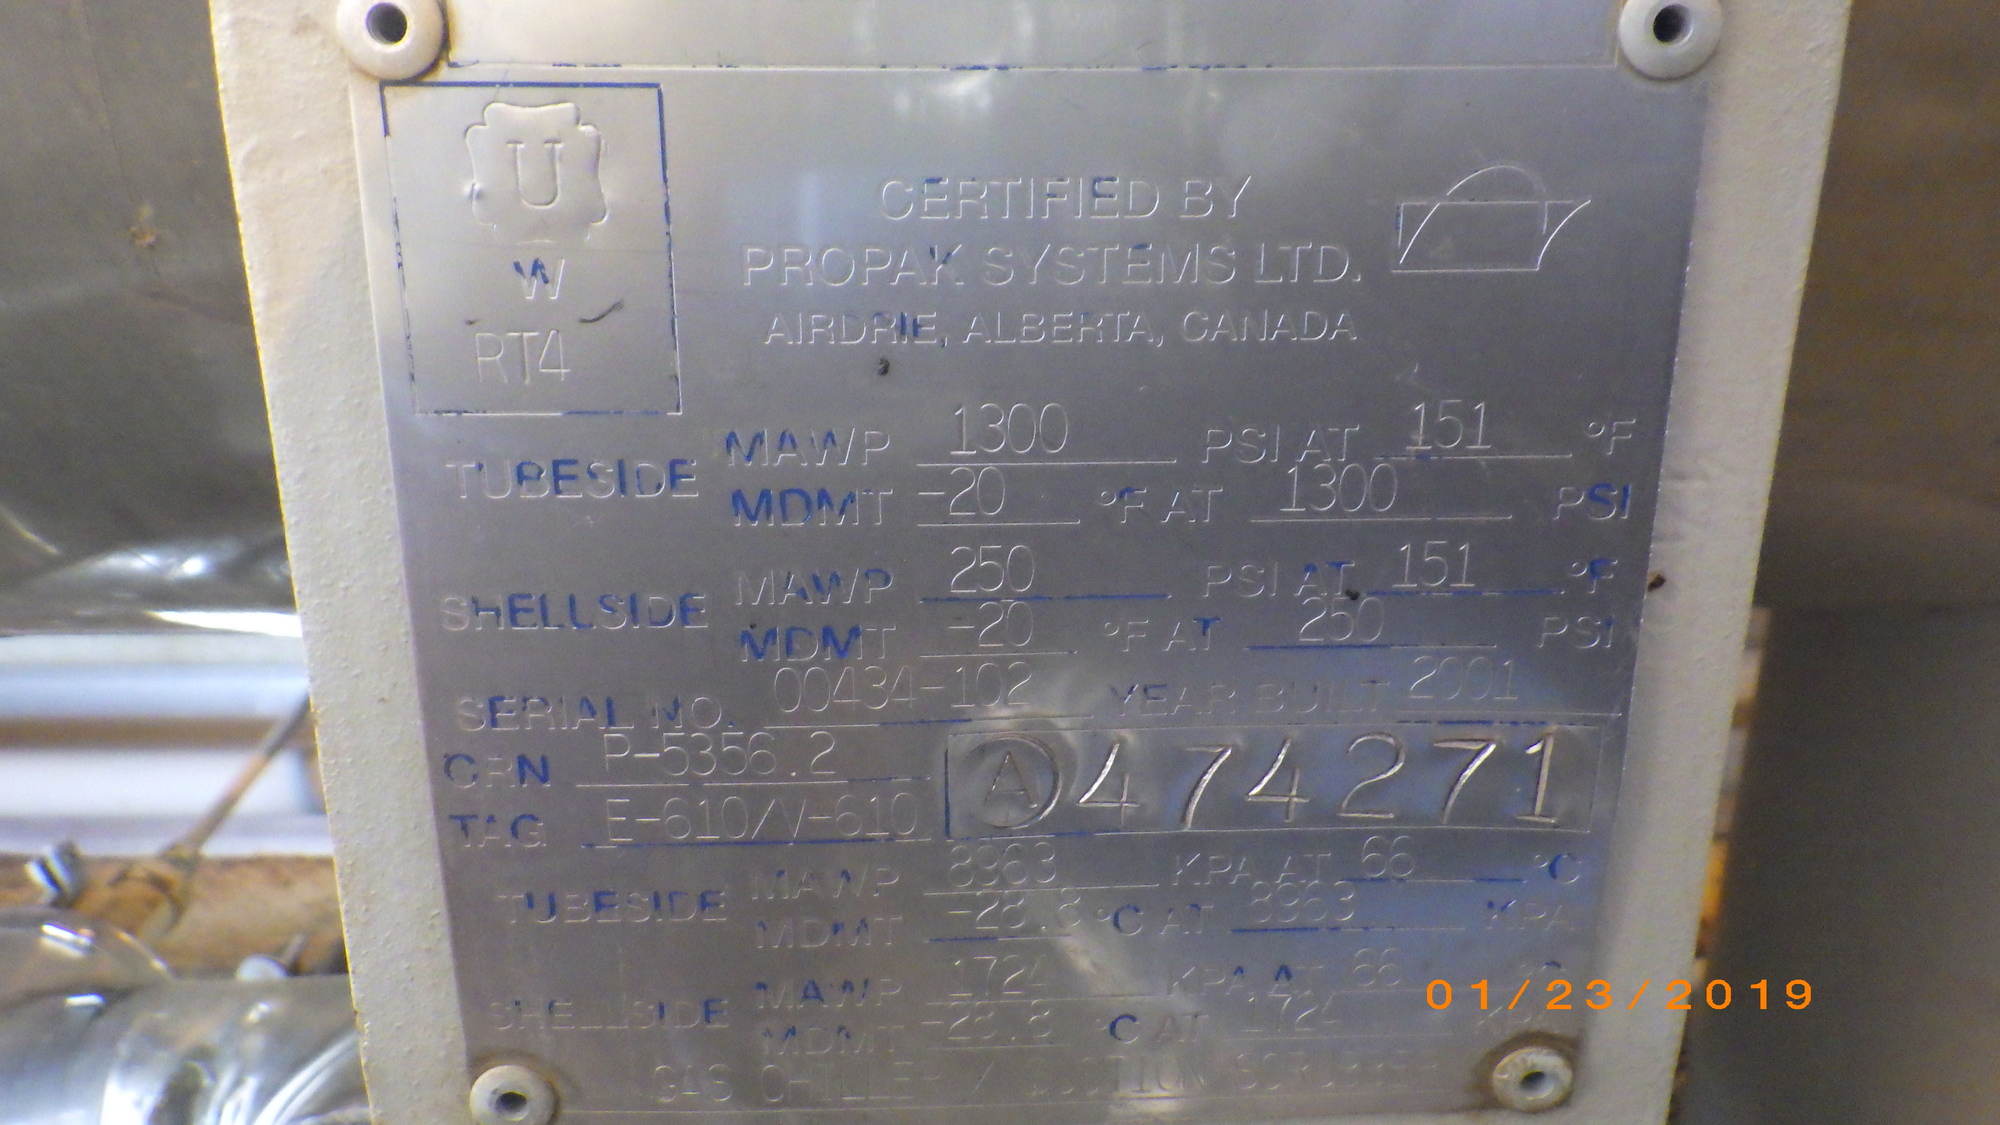 U
W
RT4
CERTIFIED BY
PROPAK SYSTEMS LTD.
AIRDRIE, ALBERTA, CANADA
TUBESIDE MAWP 1300 PSI AT 151 °F
MDMT -20 °F AT 1300 PSI
SHELLSIDE MAWP 250 PSI AT 151 °F
MDMT -20 °F AT 250 PSI
SERIAL NO. 00434-102 YEAR BUILT 2001
CRN P-5356.2
TAG E-610/V-610
A 474271
TUBESIDE MAWP 8963 KPA AT 66 °C
MDMT -28.8 °C AT 8963 KPA
SHELLSIDE MAWP 1724 KPA AT 66 °C
MDMT -28.8 °C AT 1724 KPA
GAS CHILLER / SUCTION SCRUBBER
01/23/2019